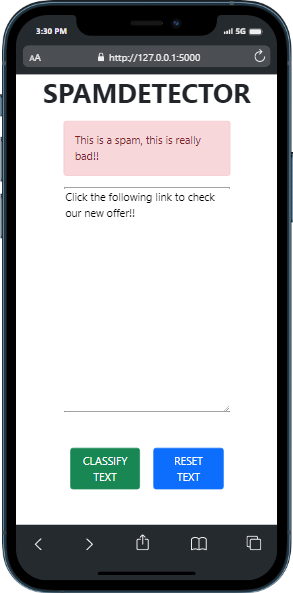 3:30 PM
5G
AA
http://127.0.0.1:5000
SPAMDETECTOR
This is a spam, this is really
bad!!
Click the following link to check
our new offer!!
CLASSIFY
TEXT
RESET
TEXT